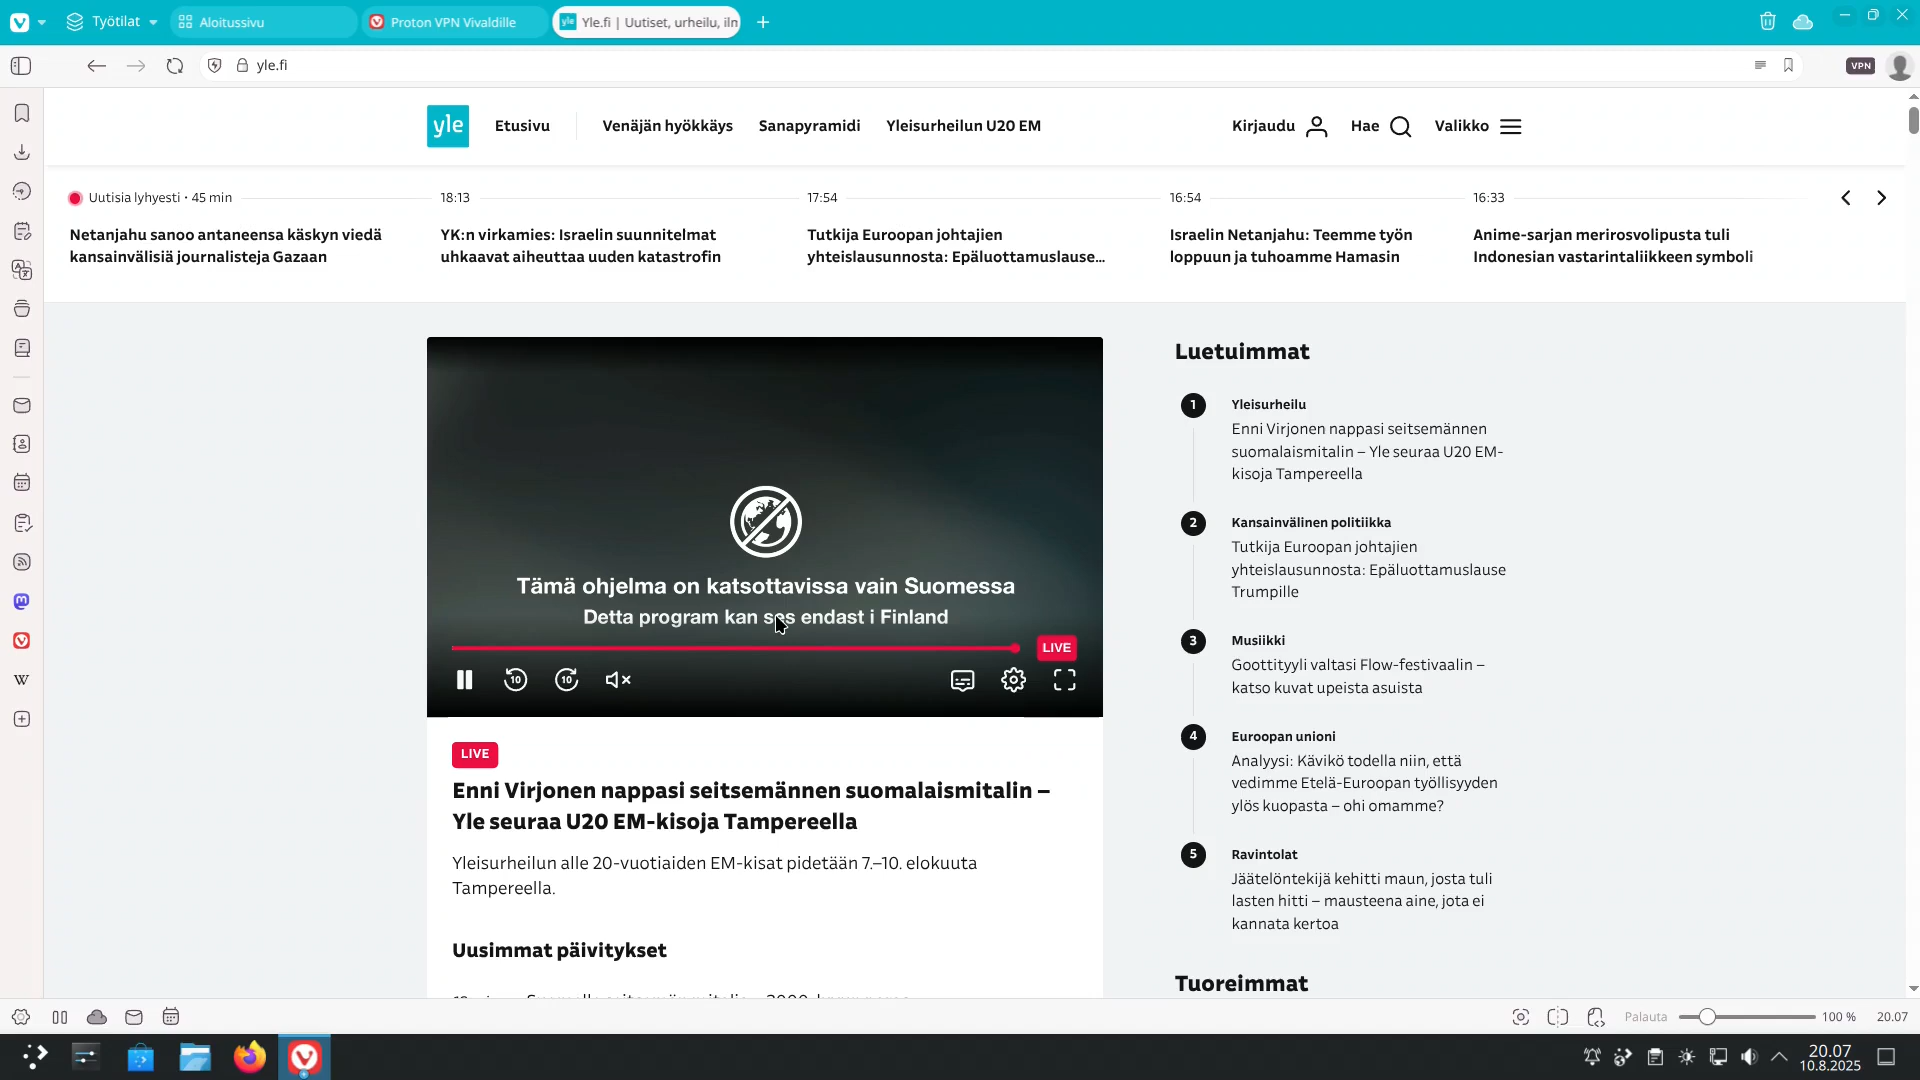 Työtilat
Aloitussivu
Proton VPN Vivaldille
yle
Yle.fi | Uutiset, urheilu, iln
yle.fi
VPN
yle
Etusivu
Venäjän hyökkäys
Sanapyramidi
Yleisurheilun U20 EM
Kirjaudu
Hae
Valikko
Uutisia lyhyesti • 45 min
Netanjahu sanoo antaneensa käskyn viedä
kansainvälisiä journalisteja Gazaan
18:13
YK:n virkamies: Israelin suunnitelmat
uhkaavat aiheuttaa uuden katastrofin
17:54
Tutkija Euroopan johtajien
yhteislausunnosta: Epäluottamuslause...
16:54
Israelin Netanjahu: Teemme työn
loppuun ja tuhoamme Hamasin
16:33
Anime-sarjan merirosvolipusta tuli
Indonesian vastarintaliikkeen symboli
Tämä ohjelma on katsottavissa vain Suomessa
Detta program kan ses endast i Finland
LIVE
10
10
LIVE
Enni Virjonen nappasi seitsemännen suomalaismitalin –
Yle seuraa U20 EM-kisoja Tampereella
Yleisurheilun alle 20-vuotiaiden EM-kisat pidetään 7.–10. elokuuta
Tampereella.
Uusimmat päivitykset
Luetuimmat
1
Yleisurheilu
Enni Virjonen nappasi seitsemännen
suomalaismitalin – Yle seuraa U20 EM-
kisoja Tampereella
2
Kansainvälinen politiikka
Tutkija Euroopan johtajien
yhteislausunnosta: Epäluottamuslause
Trumpille
3
Musiikki
Goottityyli valtasi Flow-festivaalin –
katso kuvat upeista asuista
4
Euroopan unioni
Analyysi: Kävikö todella niin, että
vedimme Etelä-Euroopan työllisyyden
ylös kuopasta – ohi omamme?
5
Ravintolat
Jäätelöntekijä kehitti maun, josta tuli
lasten hitti – mausteena aine, jota ei
kannata kertoa
Tuoreimmat
W
Palauta
100 %
20.07
20.07
10.8.2025